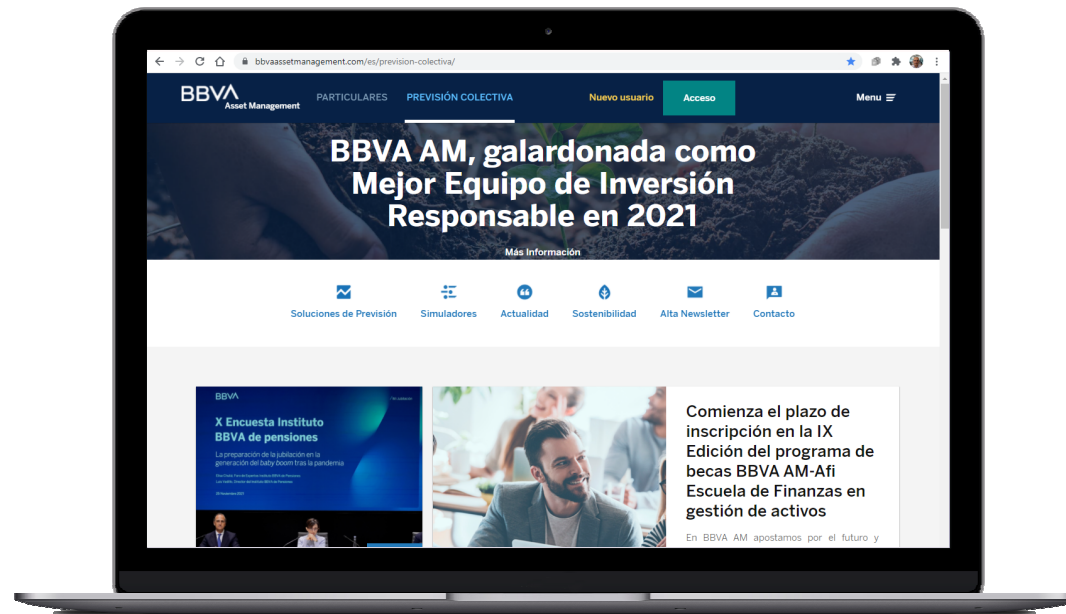 bbvaassetmanagement.com/es/prevision-colectiva/
BBVA
Asset Management
PARTICULARES
PREVISIÓN COLECTIVA
Nuevo usuario
Acceso
Menu
BBVA AM, galardonada como
Mejor Equipo de Inversión
Responsable en 2021
Más Información
Soluciones de Previsión
Simuladores
Actualidad
Sostenibilidad
Alta Newsletter
Contacto
BBVA
X Encuesta Instituto
BBVA de pensiones
La preparación de la jubilación en la
generación del baby boom tras la pandemia
Comienza el plazo de
inscripción en la IX
Edición del programa de
becas BBVA AM-Afi
Escuela de Finanzas en
gestión de activos
En BBVA AM apostamos por el futuro y